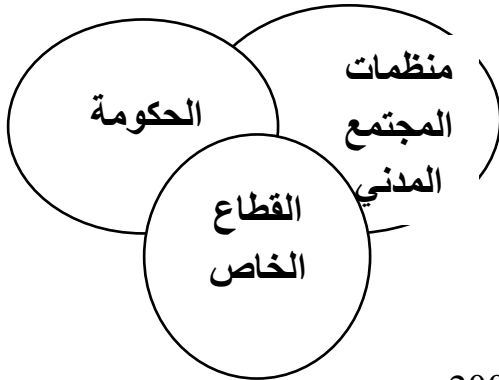 منظمات
المجتمع
المدني
الحكومة
القطاع
الخاص